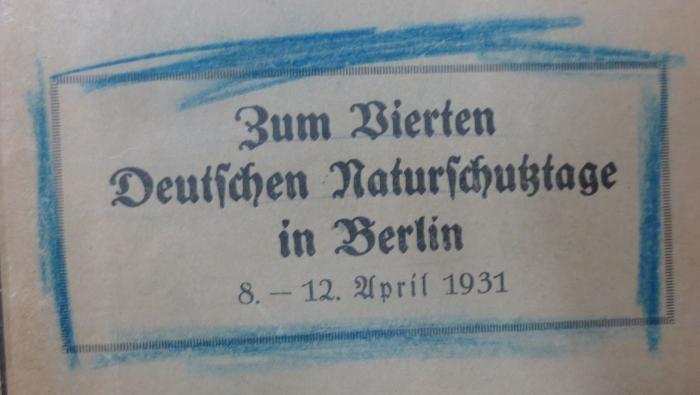 Zum Vierten
Deutschen Naturschutztage
in Berlin
8. — 12. April 1931